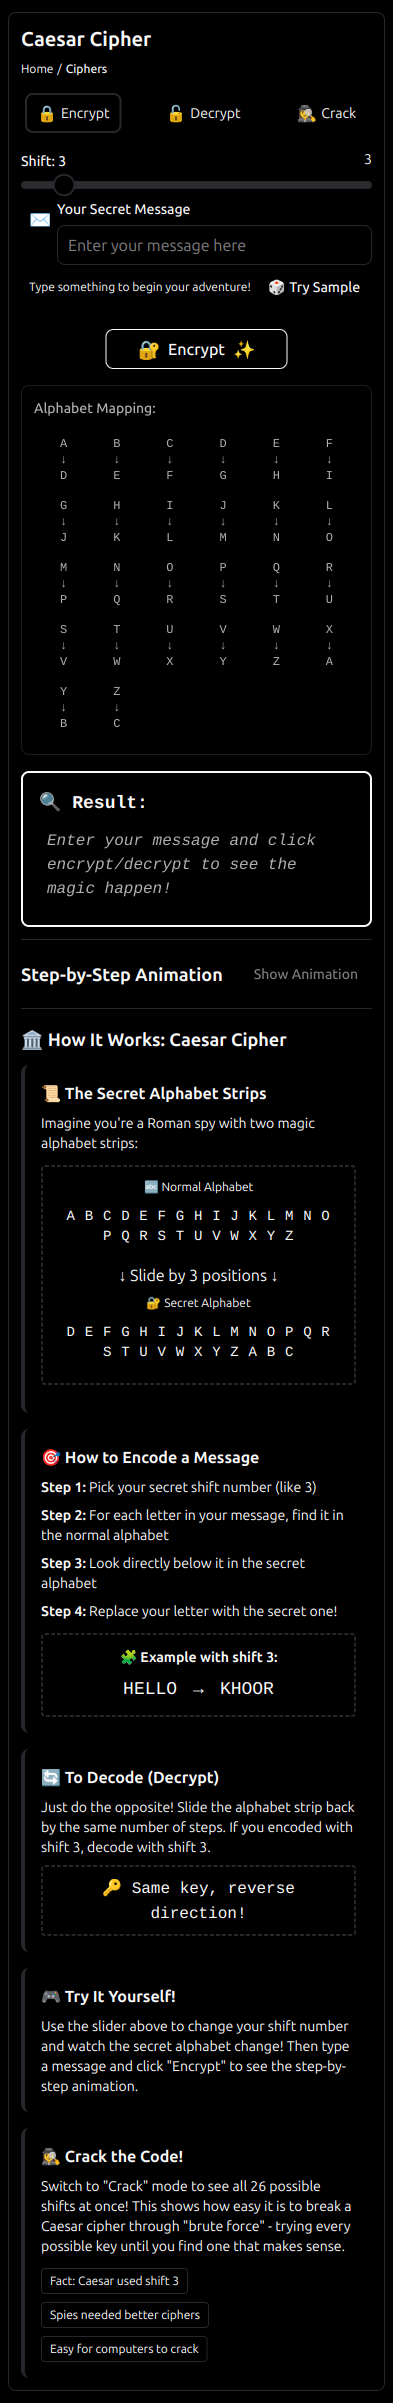 Caesar Cipher
Home / Ciphers
🔒 Encrypt 🔓 Decrypt 🕵️ Crack
Shift: 3 3
Your Secret Message
✉️ Enter your message here
Type something to begin your adventure! 🎲 Try Sample
🔐 Encrypt ✨
Alphabet Mapping:
A B C D E F
↓ ↓ ↓ ↓ ↓ ↓
D E F G H I
G H I J K L
↓ ↓ ↓ ↓ ↓ ↓
J K L M N O
M N O P Q R
↓ ↓ ↓ ↓ ↓ ↓
P Q R S T U
S T U V W X
↓ ↓ ↓ ↓ ↓ ↓
V W X Y Z A
Y Z
↓ ↓
B C
🔍 Result:
Enter your message and click
encrypt/decrypt to see the
magic happen!
Step-by-Step Animation Show Animation
🏛️ How It Works: Caesar Cipher
📜 The Secret Alphabet Strips
Imagine you're a Roman spy with two magic
alphabet strips:
🔤 Normal Alphabet
A B C D E F G H I J K L M N O
P Q R S T U V W X Y Z
↓ Slide by 3 positions ↓
🔐 Secret Alphabet
D E F G H I J K L M N O P Q R
S T U V W X Y Z A B C
🎯 How to Encode a Message
Step 1: Pick your secret shift number (like 3)
Step 2: For each letter in your message, find it in
the normal alphabet
Step 3: Look directly below it in the secret
alphabet
Step 4: Replace your letter with the secret one!
🧩 Example with shift 3:
HELLO → KHOOR
🔄 To Decode (Decrypt)
Just do the opposite! Slide the alphabet strip back
by the same number of steps. If you encoded with
shift 3, decode with shift 3.
🔑 Same key, reverse
direction!
🎮 Try It Yourself!
Use the slider above to change your shift number
and watch the secret alphabet change! Then type
a message and click "Encrypt" to see the step-by-
step animation.
🕵️ Crack the Code!
Switch to "Crack" mode to see all 26 possible
shifts at once! This shows how easy it is to break a
Caesar cipher through "brute force" - trying every
possible key until you find one that makes sense.
Fact: Caesar used shift 3
Spies needed better ciphers
Easy for computers to crack